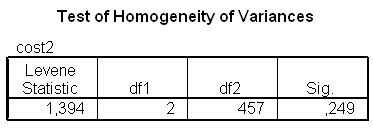 Test of Homogeneity of Variances
cost2
Levene
Statistic df1 df2 Sig.
1,394 2 457 ,249